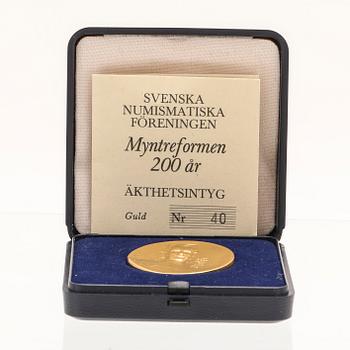 SVENSKA
NUMISMATISKA
FÖRENINGEN
Myntreformen
200 år
ÄKTHETSINTYG
Guld Nr 40